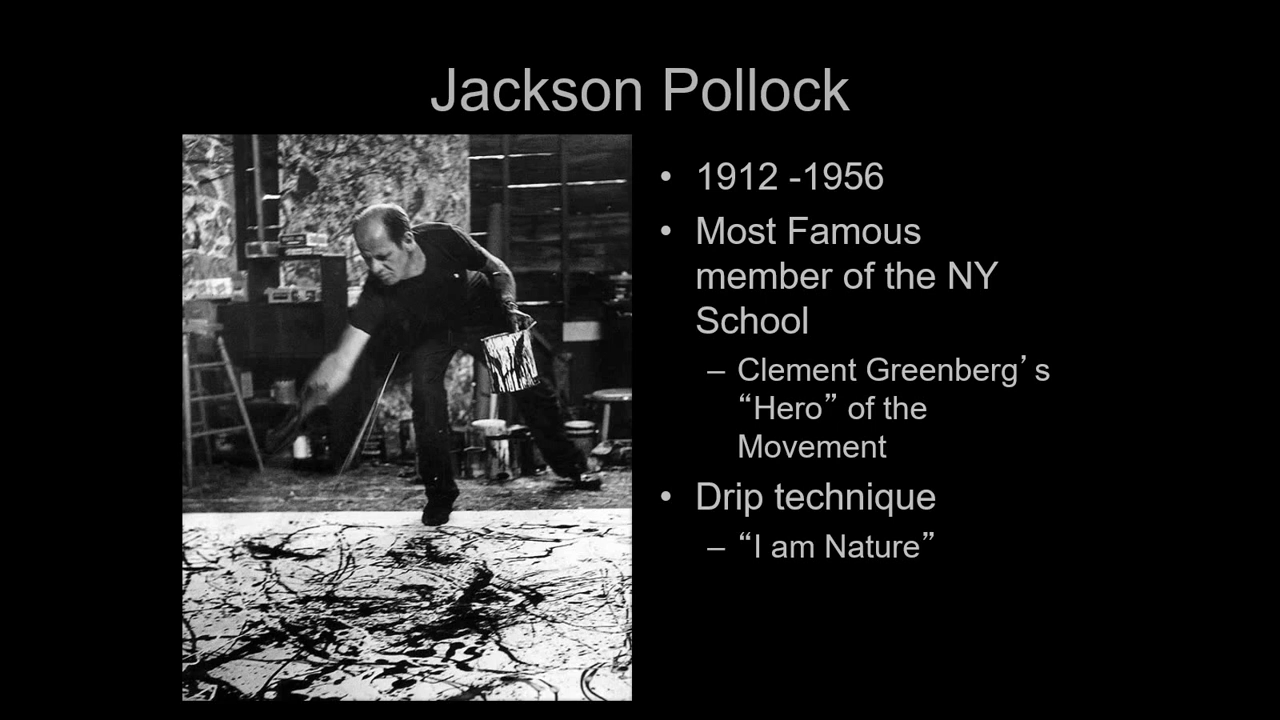 Jackson Pollock
• 1912 -1956
• Most Famous
member of the NY
School
– Clement Greenberg’s
“Hero” of the
Movement
• Drip technique
– “I am Nature”